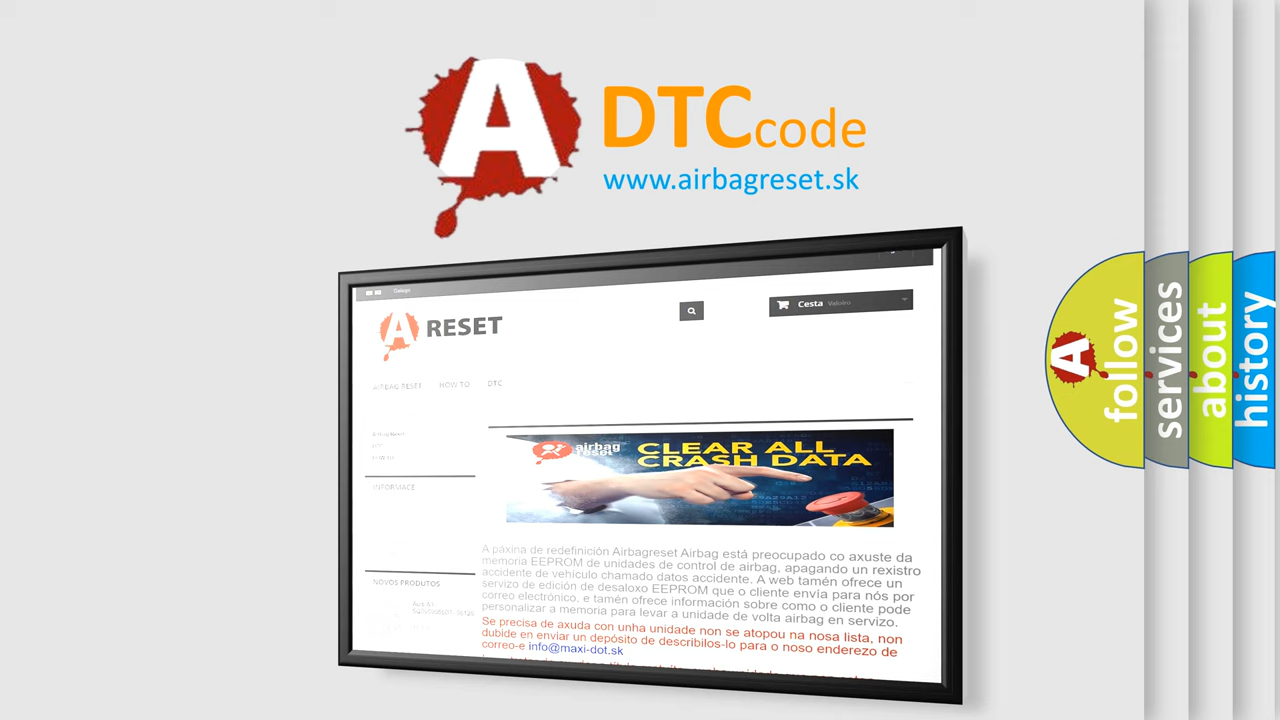 A
DTC code
www.airbagreset.sk
Galego
A RESET
Cesta Valeiro
AIRBAG RESET HOW TO DTC
INFORMACE
NOVOS PRODUTOS
airbag
reset
CLEAR ALL
CRASH DATA
A páxina de redefinición Airbagreset Airbag está preocupado co axuste da
memoria EEPROM de unidades de control de airbag, apagando un rexistro
accidente de vehículo chamado datos accidente. A web tamén ofrece un
servizo de edición de desaloxo EEPROM que o cliente envía para nós por
correo electrónico, e tamén ofrece información sobre como o cliente pode
personalizar a memoria para levar a unidade de volta airbag en servizo.
Se precisa de axuda con unha unidade non se atopou na nosa lista, non
dubide en enviar un depósito de describilos-lo para o noso enderezo de
correo-e info@maxi-dot.sk
A
follow
services
about
history